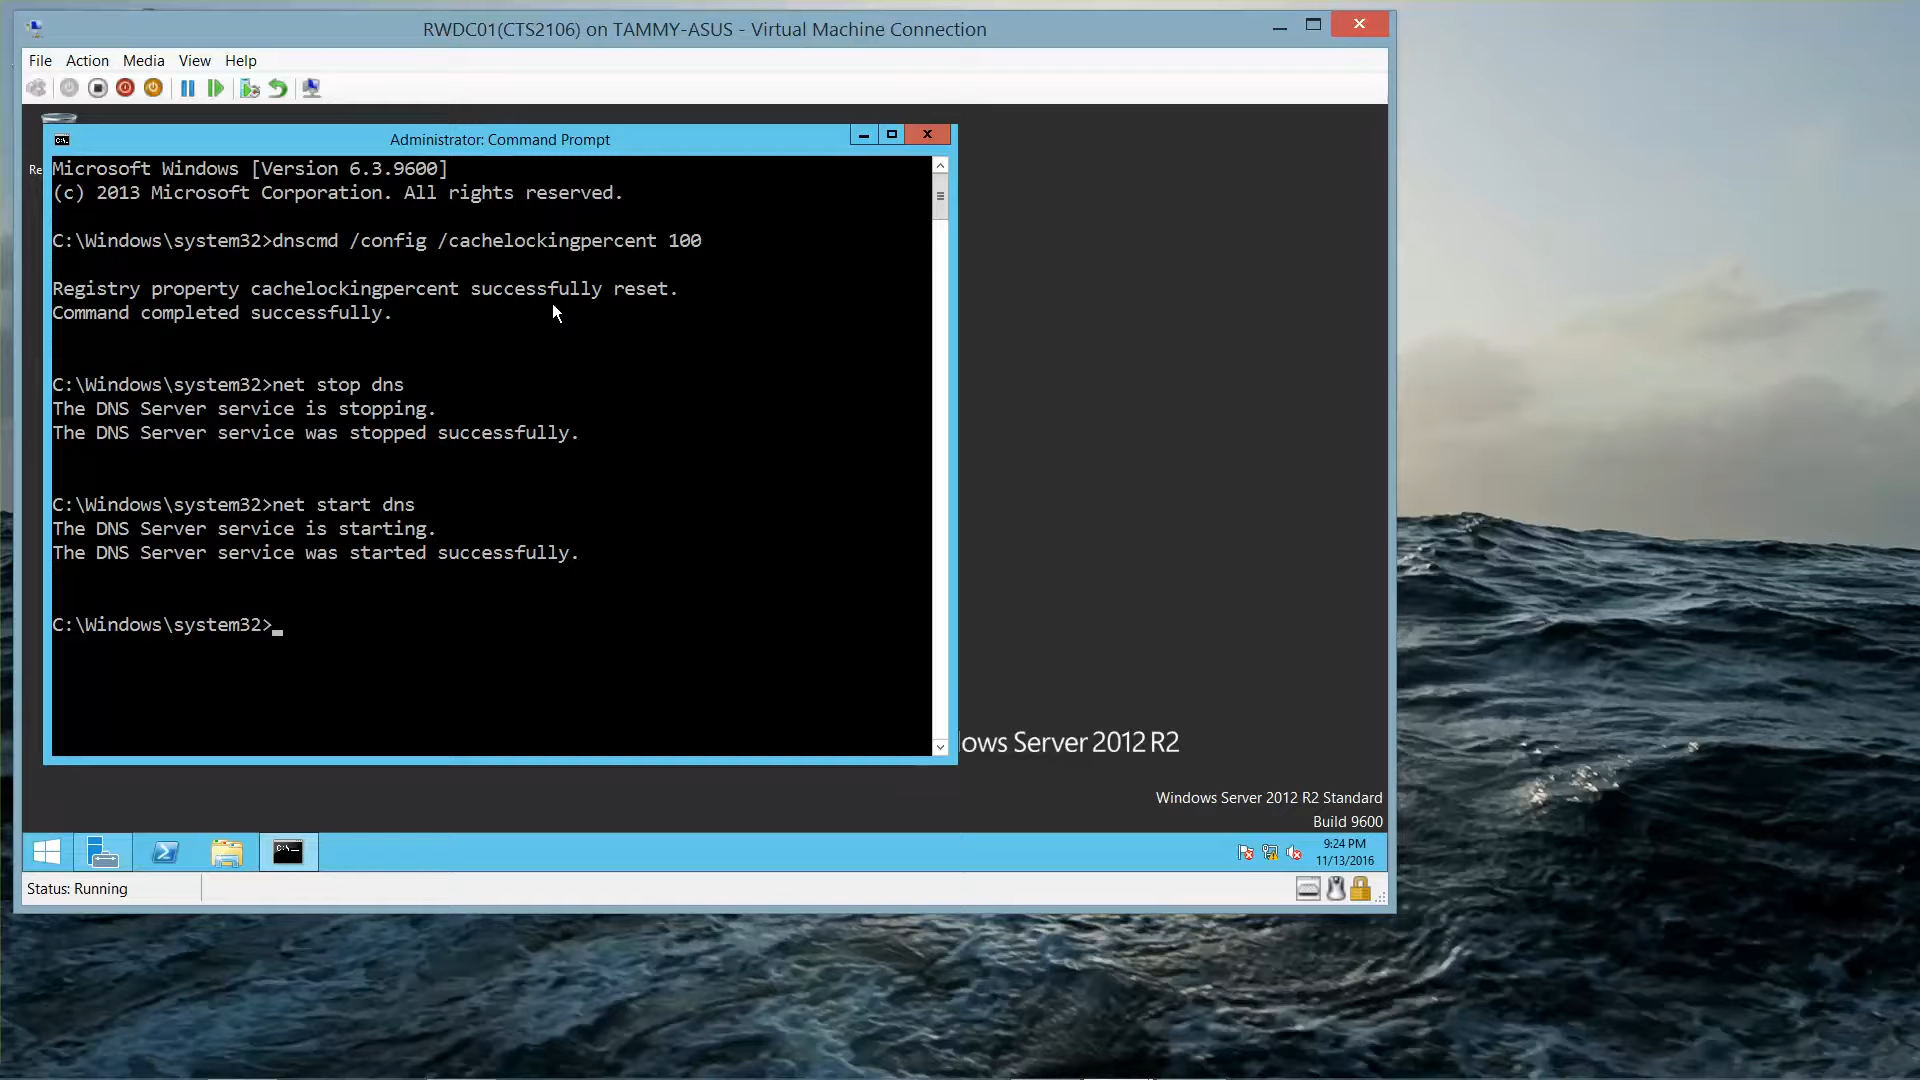 RWDC01(CTS2106) on TAMMY-ASUS - Virtual Machine Connection
File Action Media View Help
Administrator: Command Prompt
Re
Microsoft Windows [Version 6.3.9600]
(c) 2013 Microsoft Corporation. All rights reserved.
C:\Windows\system32>dnscmd /config /cachelockingpercent 100
Registry property cachelockingpercent successfully reset.
Command completed successfully.
C:\Windows\system32>net stop dns
The DNS Server service is stopping.
The DNS Server service was stopped successfully.
C:\Windows\system32>net start dns
The DNS Server service is starting.
The DNS Server service was started successfully.
C:\Windows\system32>
lows Server 2012 R2
Windows Server 2012 R2 Standard
Build 9600
9:24 PM
11/13/2016
Status: Running